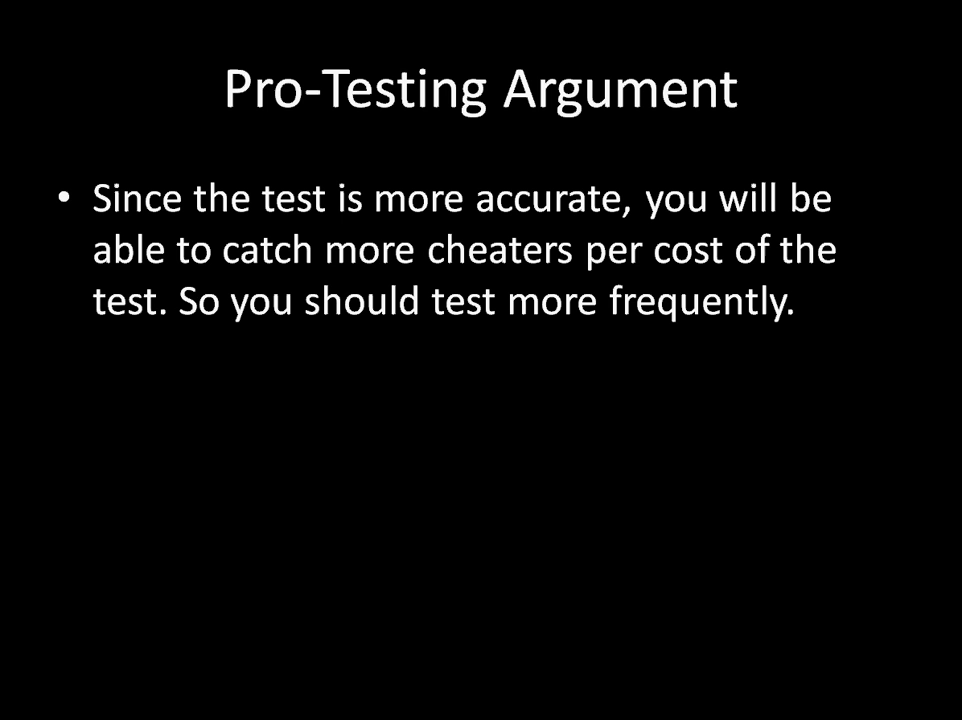 Pro-Testing Argument
• Since the test is more accurate, you will be
able to catch more cheaters per cost of the
test. So you should test more frequently.